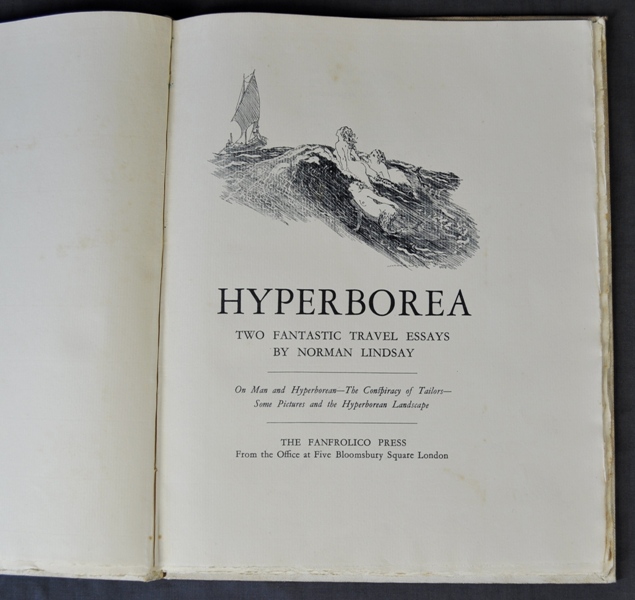 HYPERBOREA
TWO FANTASTIC TRAVEL ESSAYS
BY NORMAN LINDSAY
On Man and Hyperborean—The Conspiracy of Tailors—
Some Pictures and the Hyperborean Landscape
THE FANFROLICO PRESS
From the Office at Five Bloomsbury Square London